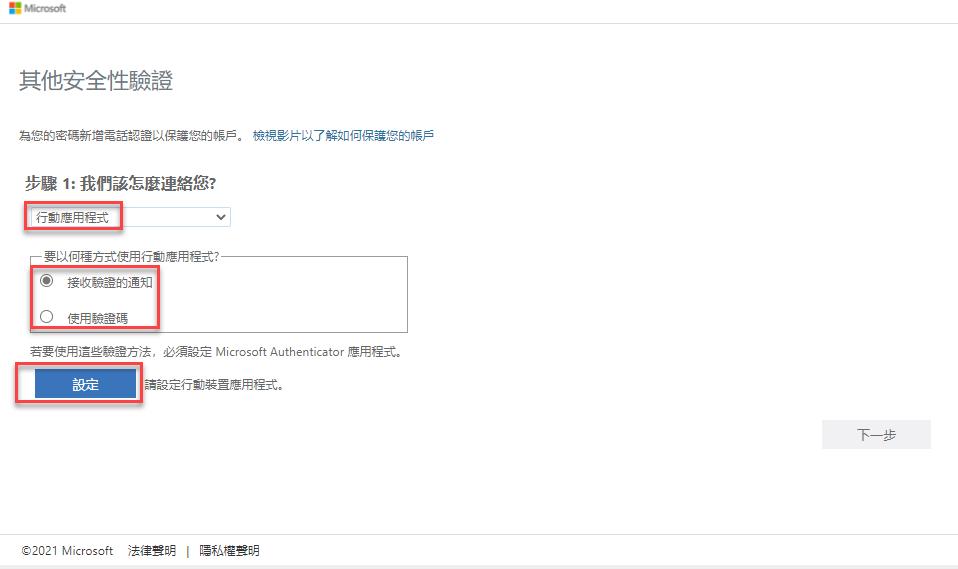 Microsoft
其他安全性驗證
為您的密碼新增電話認證以保護您的帳戶。 檢視影片以了解如何保護您的帳戶
步驟 1: 我們該怎麼連絡您?
行動應用程式
要以何種方式使用行動應用程式?
接收驗證的通知
使用驗證碼
若要使用這些驗證方法，必須設定 Microsoft Authenticator 應用程式。
設定 請設定行動裝置應用程式。
下一步
©2021 Microsoft 法律聲明 | 隱私權聲明